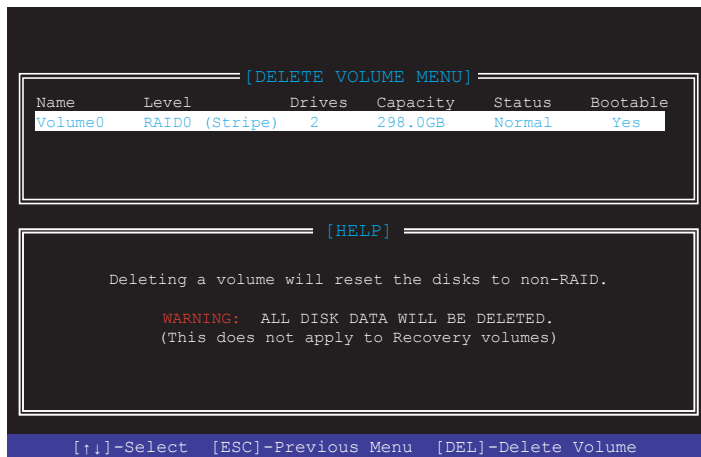 [DELETE VOLUME MENU]
Name Level Drives Capacity Status Bootable
Volume0 RAID0 (Stripe) 2 298.0GB Normal Yes
[HELP]
Deleting a volume will reset the disks to non-RAID.
WARNING: ALL DISK DATA WILL BE DELETED.
(This does not apply to Recovery volumes)
[↑↓]-Select [ESC]-Previous Menu [DEL]-Delete Volume